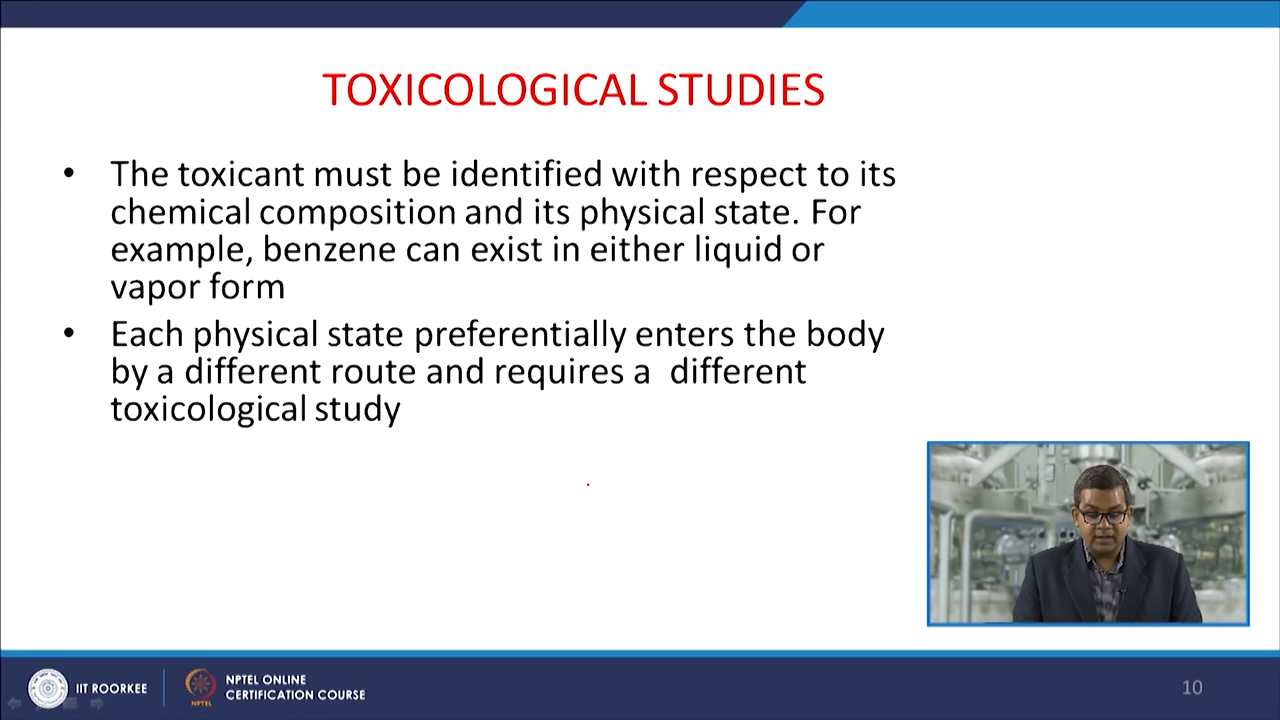 TOXICOLOGICAL STUDIES
• The toxicant must be identified with respect to its
chemical composition and its physical state. For
example, benzene can exist in either liquid or
vapor form
• Each physical state preferentially enters the body
by a different route and requires a  different
toxicological study
IIT ROORKEE
NPTEL
NPTEL ONLINE
CERTIFICATION COURSE
10